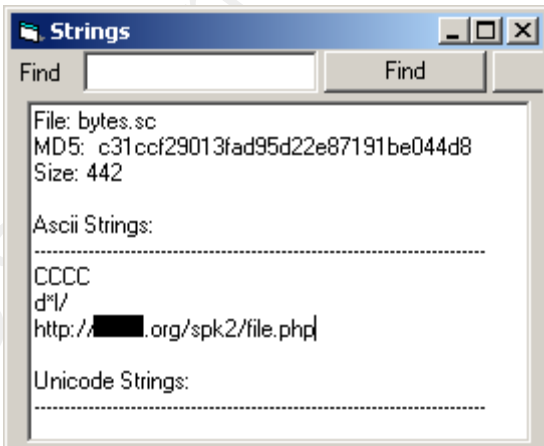 Strings
Find Find
File: bytes.sc
MD5: c31ccf29013fad95d22e87191be044d8
Size: 442
Ascii Strings:
--------------------------------------------------------------------------
CCCC
d*l/
http://.org/spk2/file.php
Unicode Strings:
--------------------------------------------------------------------------